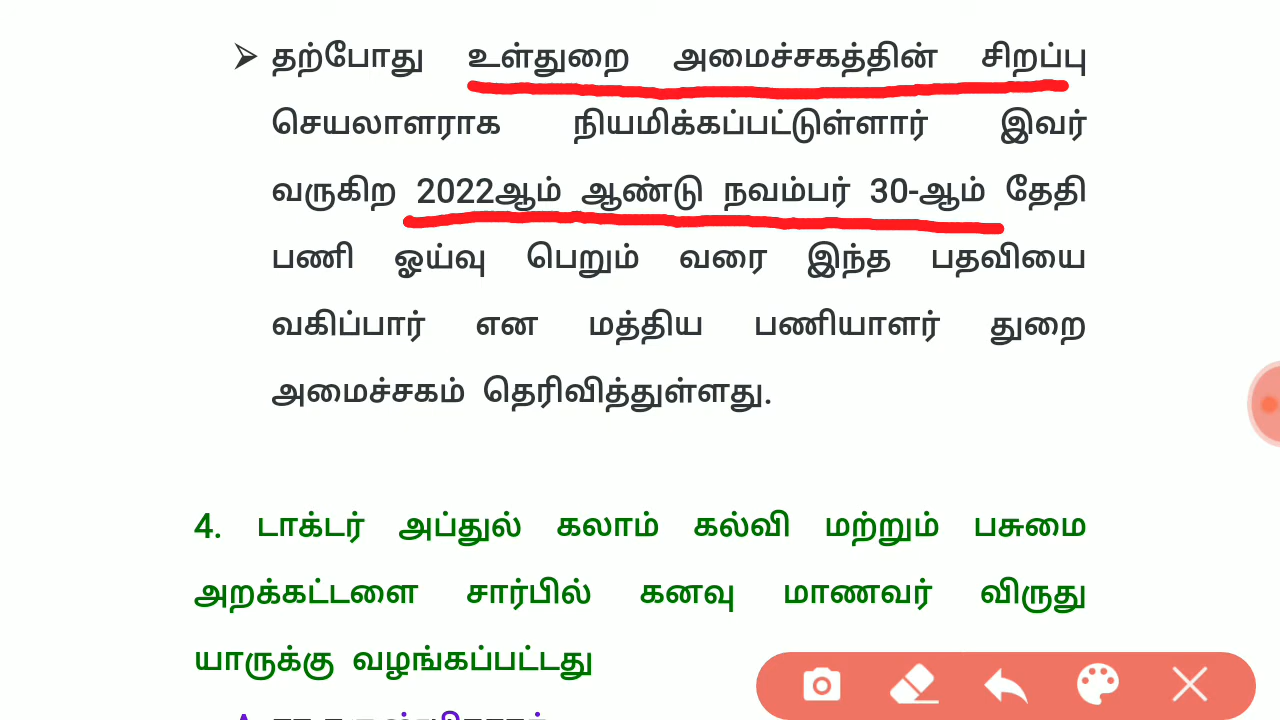 ➢ தற்போது உள்துறை அமைச்சகத்தின் சிறப்பு
செயலாளராக நியமிக்கப்பட்டுள்ளார் இவர்
வருகிற 2022ஆம் ஆண்டு நவம்பர் 30-ஆம் தேதி
பணி ஓய்வு பெறும் வரை இந்த பதவியை
வகிப்பார் என மத்திய பணியாளர் துறை
அமைச்சகம் தெரிவித்துள்ளது.
4. டாக்டர் அப்துல் கலாம் கல்வி மற்றும் பசுமை
அறக்கட்டளை சார்பில் கனவு மாணவர் விருது
யாருக்கு வழங்கப்பட்டது